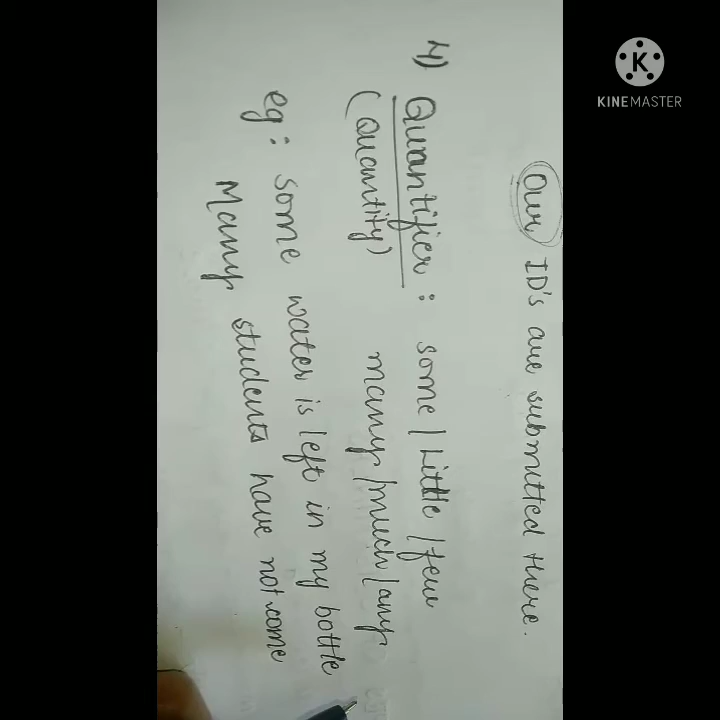 Our ID's are submitted there.
4) Quantifier : some / Little / few
(Quantity) many / much / any
eg : some water is left in my bottle
Many students have not come
KINEMASTER